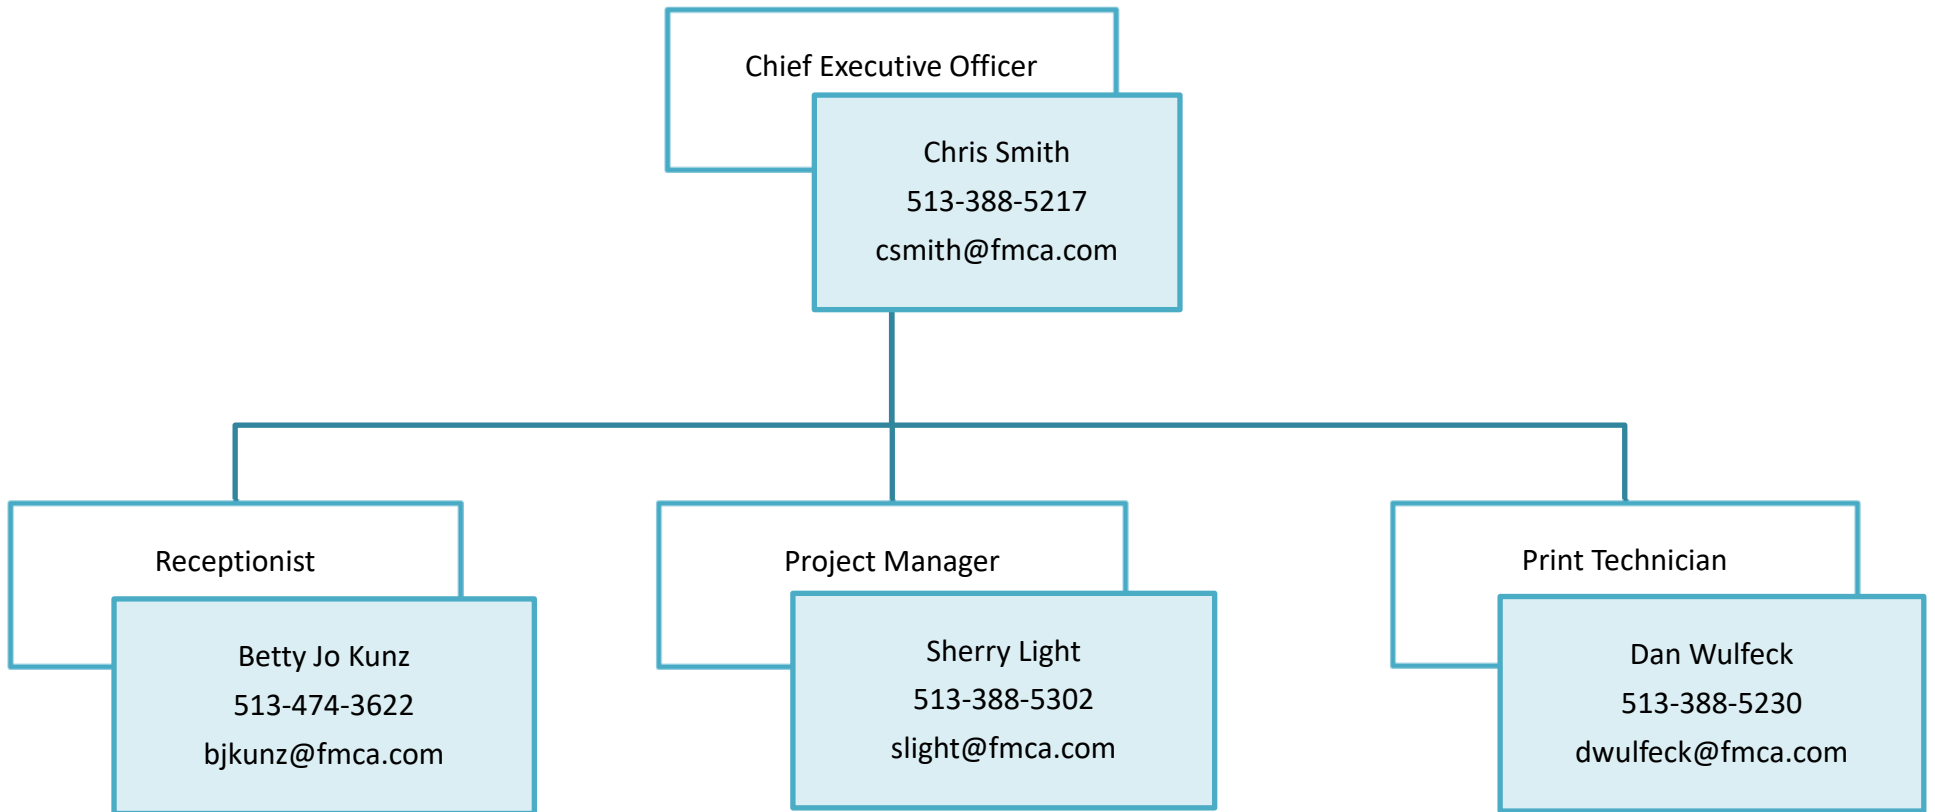 Chief Executive Officer
Chris Smith
513-388-5217
csmith@fmca.com
Receptionist
Betty Jo Kunz
513-474-3622
bjkunz@fmca.com
Project Manager
Sherry Light
513-388-5302
slight@fmca.com
Print Technician
Dan Wulfeck
513-388-5230
dwulfeck@fmca.com